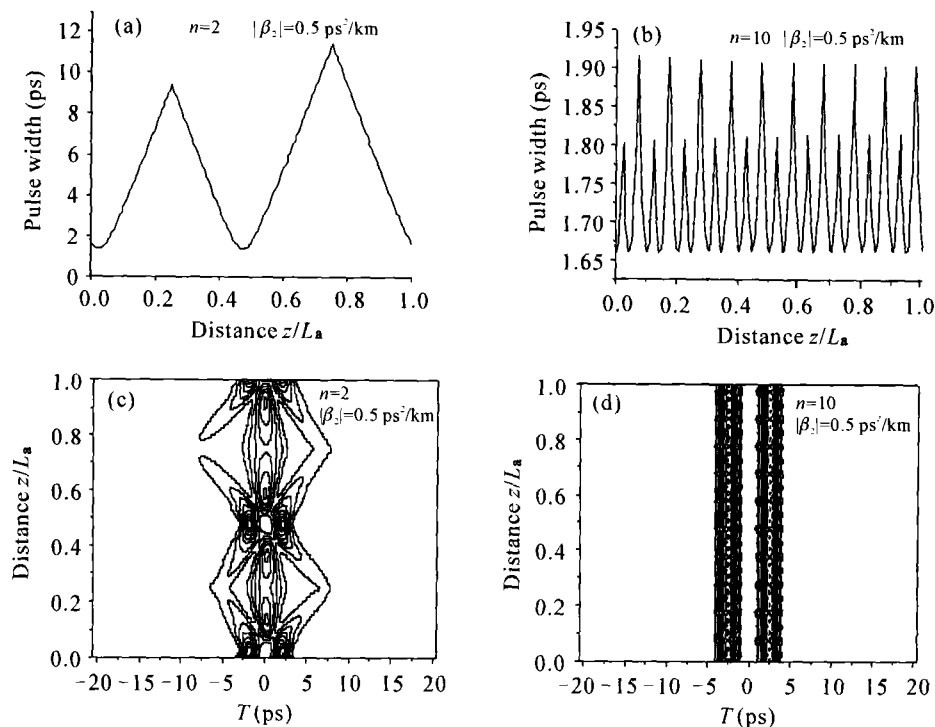 (a) n=2 |β₂|=0.5 ps²/km
12
10
8
6
4
2
0
Pulse width (ps)
0.0 0.2 0.4 0.6 0.8 1.0
Distance z/Lₐ
(b) n=10 |β₂|=0.5 ps²/km
1.95
1.90
1.85
1.80
1.75
1.70
1.65
Pulse width (ps)
0.0 0.2 0.4 0.6 0.8 1.0
Distance z/Lₐ
(c) n=2
|β₂|=0.5 ps²/km
1.0
0.8
0.6
0.4
0.2
0.0
Distance z/Lₐ
-20 -15 -10 -5 0 5 10 15 20
T (ps)
(d) n=10
|β₂|=0.5 ps²/km
1.0
0.8
0.6
0.4
0.2
0.0
Distance z/Lₐ
-20 -15 -10 -5 0 5 10 15 20
T (ps)